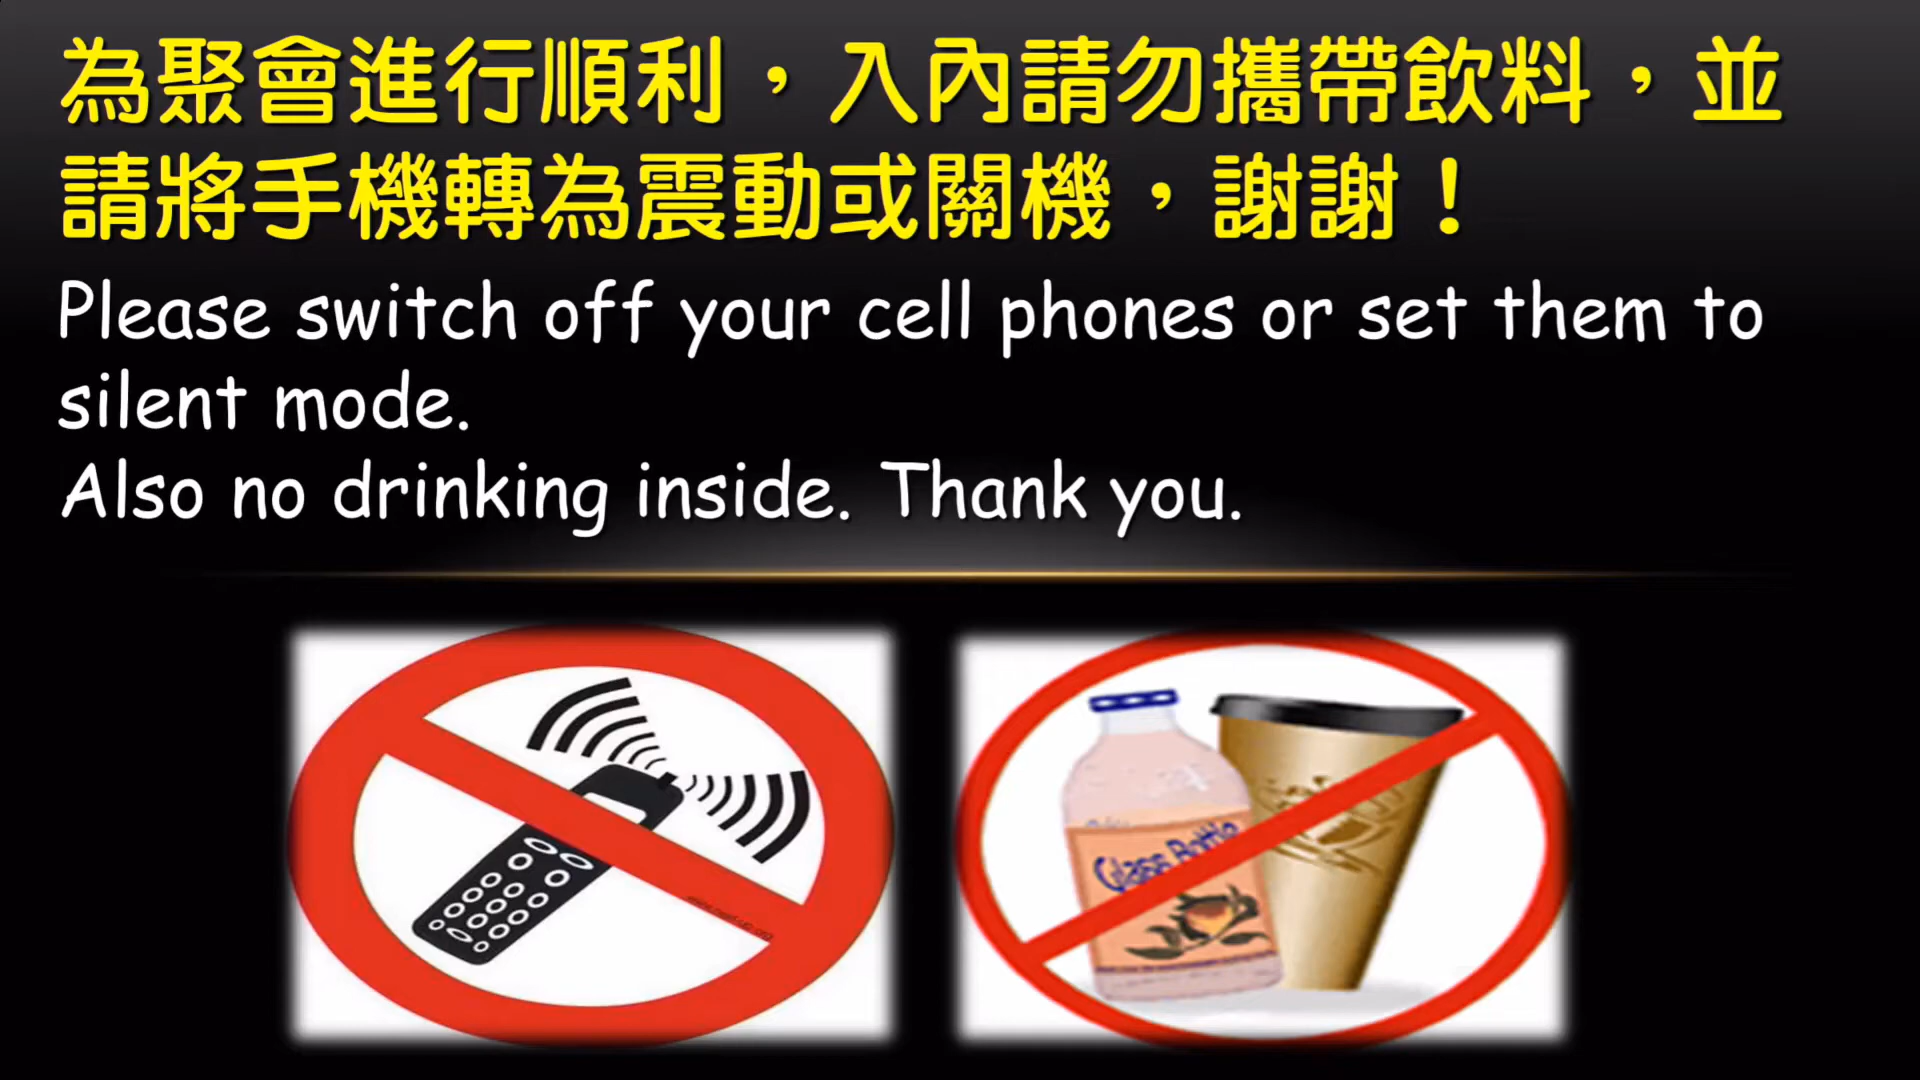 為聚會進行順利，入內請勿攜帶飲料，並
請將手機轉為震動或關機，謝謝！
Please switch off your cell phones or set them to
silent mode.
Also no drinking inside. Thank you.
Glass Bottle